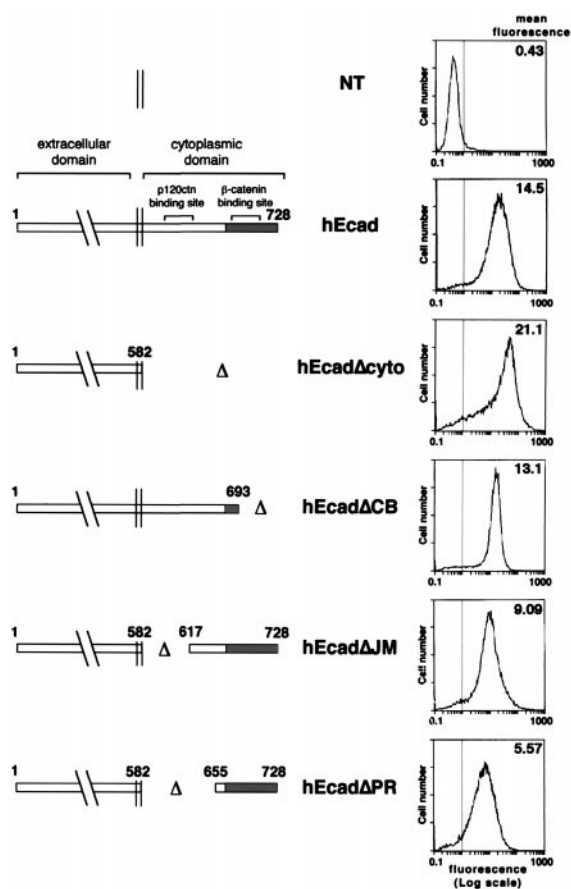 mean
fluorescence
NT
0.43
Cell number
0.1 1000
extracellular
domain
cytoplasmic
domain
p120ctn
binding site
β-catenin
binding site
1 728
hEcad
14.5
Cell number
0.1 1000
1 582
Δ
hEcadΔcyto
21.1
Cell number
0.1 1000
1 693
Δ
hEcadΔCB
13.1
Cell number
0.1 1000
1 582 617 728
Δ
hEcadΔJM
9.09
Cell number
0.1 1000
1 582 655 728
Δ
hEcadΔPR
5.57
Cell number
0.1 1000
fluorescence
(Log scale)